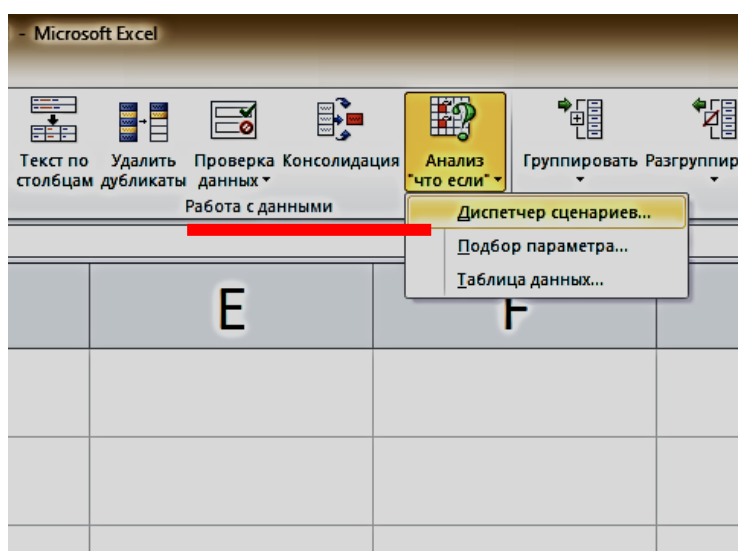 - Microsoft Excel
Текст по столбцам
Удалить дубликаты
Проверка данных
Консолидация
Анализ "что если"
Группировать
Работа с данными
Диспетчер сценариев...
Подбор параметра...
Таблица данных...
E
F